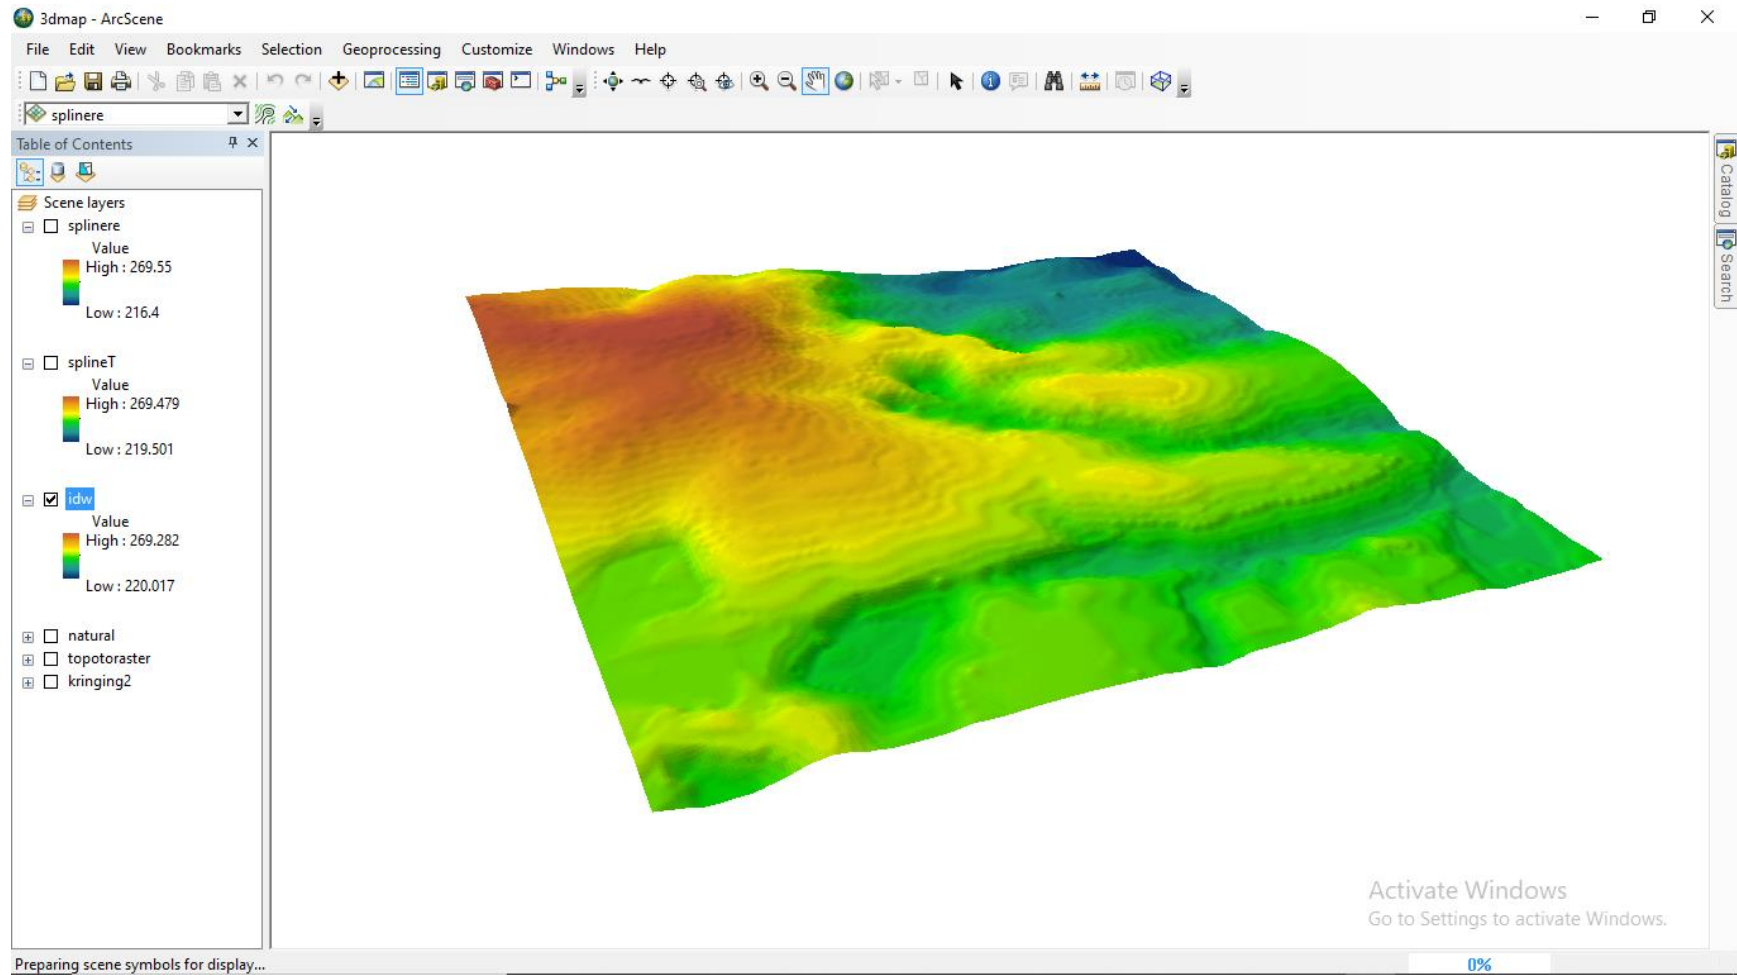 3dmap - ArcScene
File Edit View Bookmarks Selection Geoprocessing Customize Windows Help
splinere
Table of Contents
Scene layers
splinere
Value
High : 269.55
Low : 216.4
splineT
Value
High : 269.479
Low : 219.501
idw
Value
High : 269.282
Low : 220.017
natural
topotoraster
kringing2
Catalog
Search
Activate Windows
Go to Settings to activate Windows.
Preparing scene symbols for display...
0%